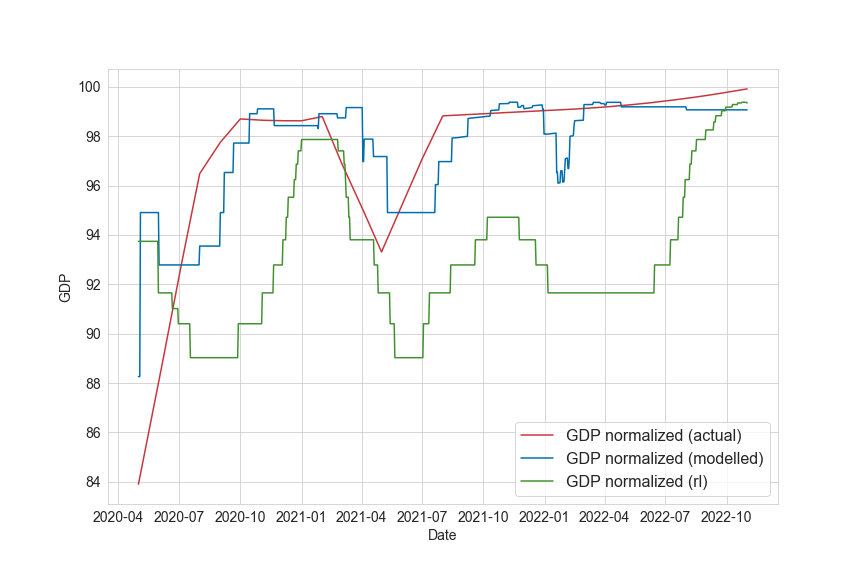 100
98
96
94
92
90
88
86
84
GDP
GDP normalized (actual)
GDP normalized (modelled)
GDP normalized (rl)
2020-04 2020-07 2020-10 2021-01 2021-04 2021-07 2021-10 2022-01 2022-04 2022-07 2022-10
Date